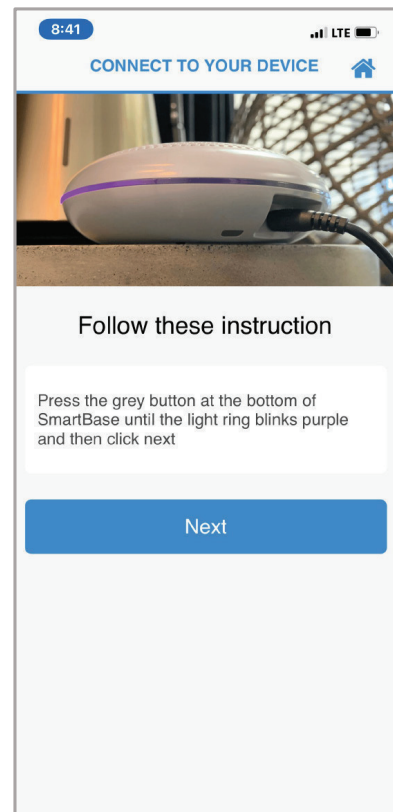 8:41
LTE
CONNECT TO YOUR DEVICE
Follow these instruction
Press the grey button at the bottom of
SmartBase until the light ring blinks purple
and then click next
Next